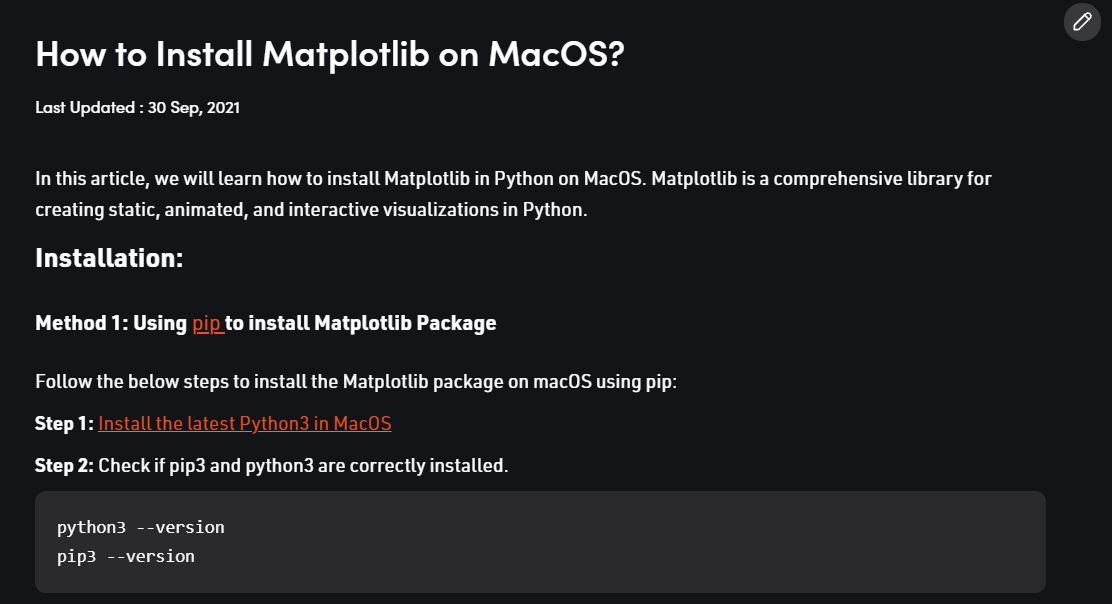 How to Install Matplotlib on MacOS?
Last Updated : 30 Sep, 2021
In this article, we will learn how to install Matplotlib in Python on MacOS. Matplotlib is a comprehensive library for
creating static, animated, and interactive visualizations in Python.
Installation:
Method 1: Using pip to install Matplotlib Package
Follow the below steps to install the Matplotlib package on macOS using pip:
Step 1: Install the latest Python3 in MacOS
Step 2: Check if pip3 and python3 are correctly installed.
python3 --version
pip3 --version